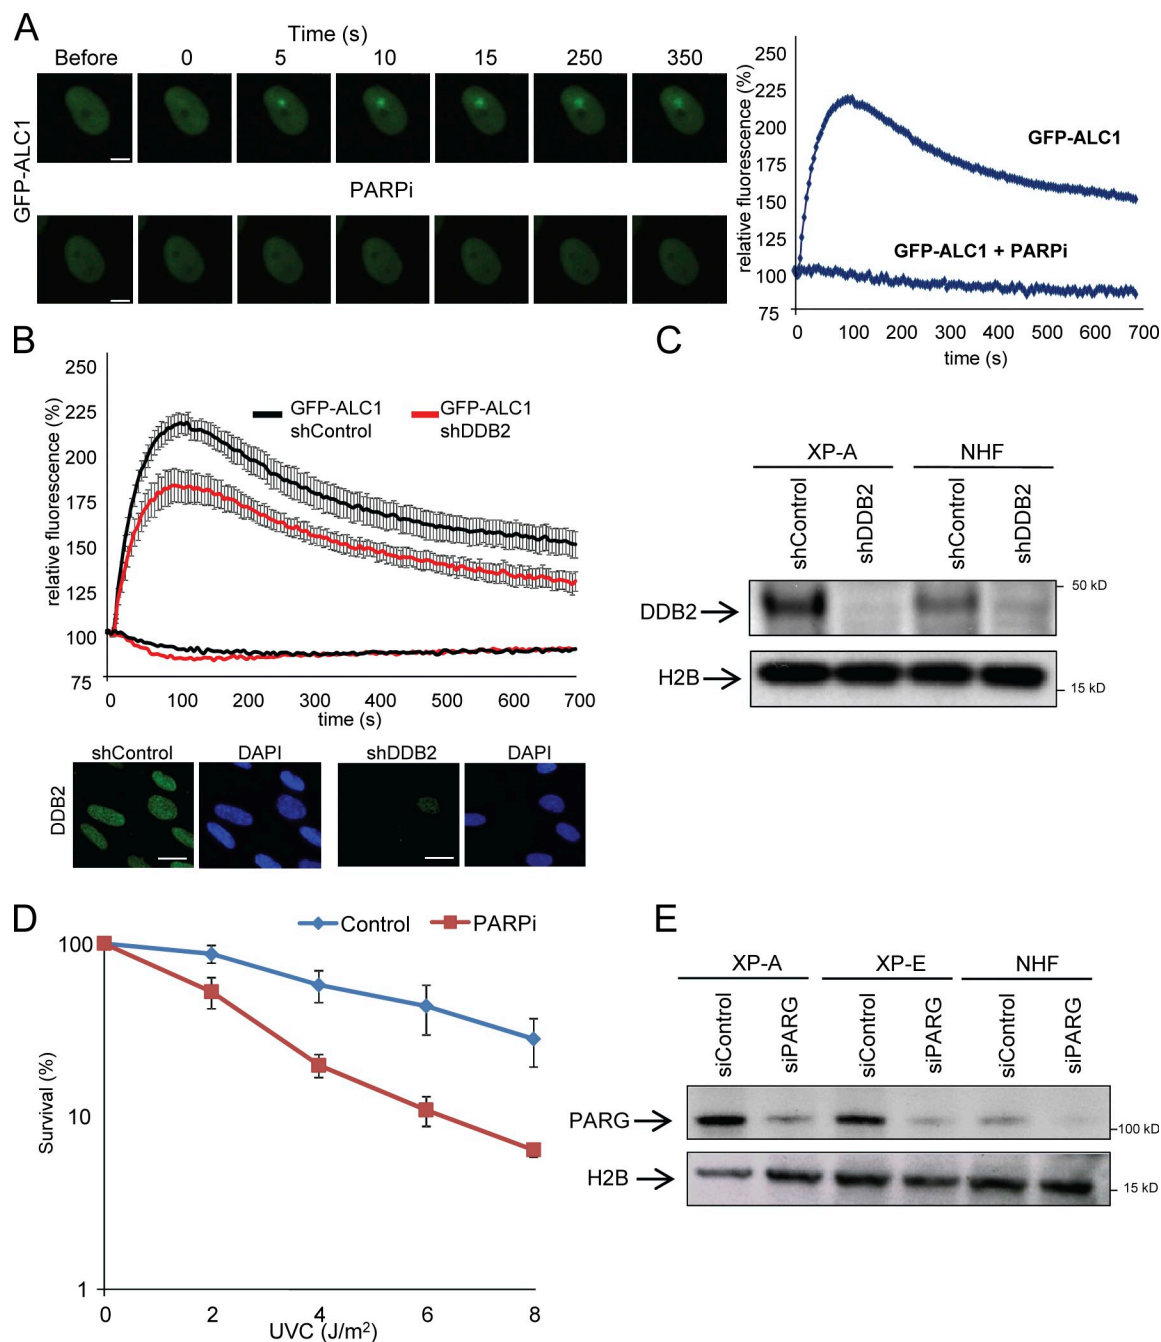 A
Time (s)
Before 0 5 10 15 250 350
GFP-ALC1
PARPi
relative fluorescence (%)
250
225
200
175
150
125
100
75
GFP-ALC1
GFP-ALC1 + PARPi
0 100 200 300 400 500 600 700
time (s)
B
relative fluorescence (%)
250
225
200
175
150
125
100
75
GFP-ALC1
shControl
GFP-ALC1
shDDB2
0 100 200 300 400 500 600 700
time (s)
shControl DAPI shDDB2 DAPI
DDB2
C
XP-A NHF
shControl shDDB2 shControl shDDB2
DDB2
50 kD
H2B
15 kD
D
Control PARPi
Survival (%)
100
10
1
0 2 4 6 8
UVC (J/m²)
E
XP-A XP-E NHF
siControl siPARG siControl siPARG siControl siPARG
PARG
100 kD
H2B
15 kD